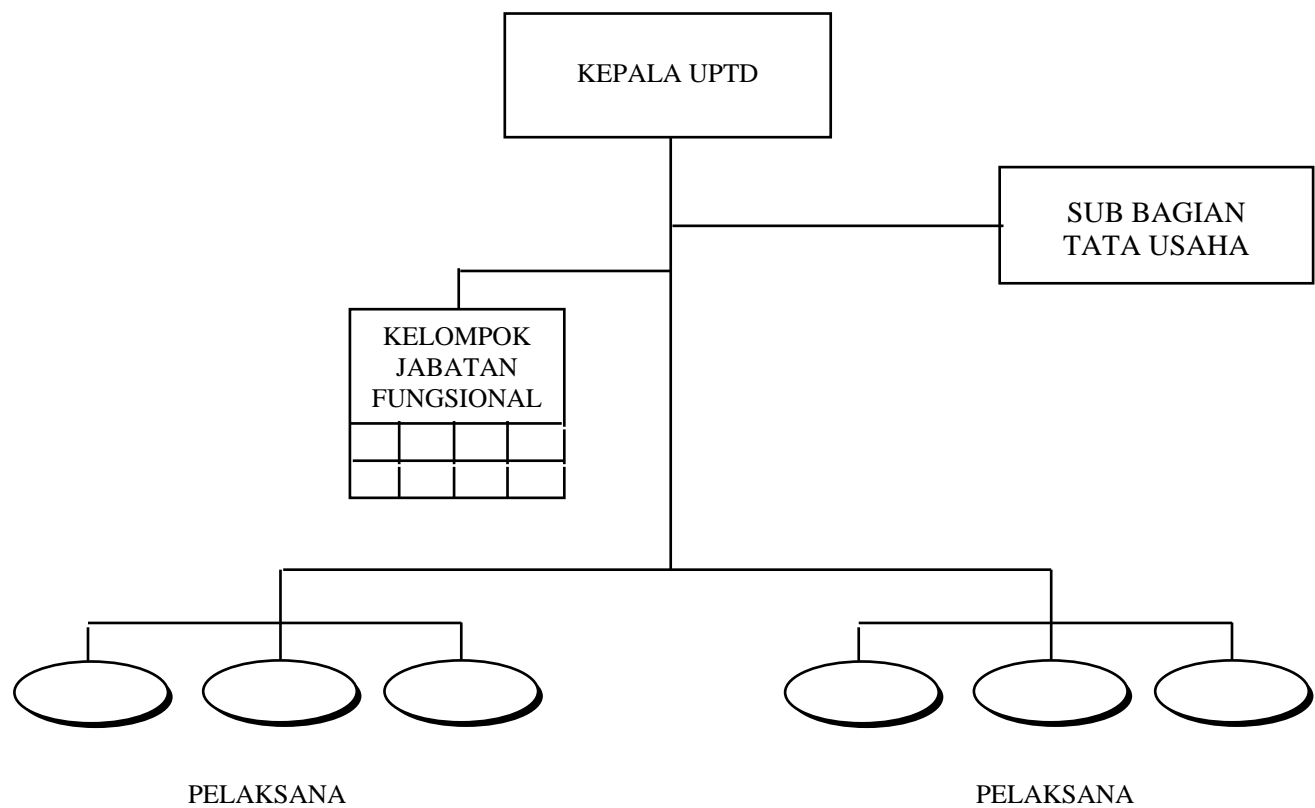 KEPALA UPTD
SUB BAGIAN
TATA USAHA
KELOMPOK
JABATAN
FUNGSIONAL
PELAKSANA
PELAKSANA